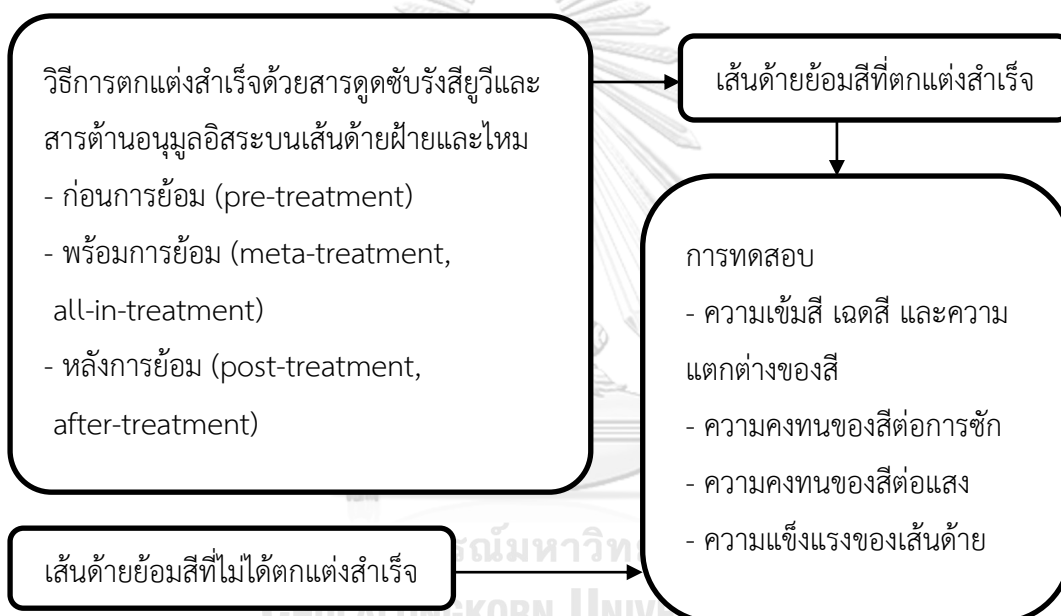 วิธีการตกแต่งสำเร็จด้วยสารดูดซับรังสียูวีและ
สารต้านอนุมูลอิสระบนเส้นด้ายฝ้ายและไหม
- ก่อนการย้อม (pre-treatment)
- พร้อมการย้อม (meta-treatment,
all-in-treatment)
- หลังการย้อม (post-treatment,
after-treatment)
เส้นด้ายย้อมสีที่ตกแต่งสำเร็จ
การทดสอบ
- ความเข้มสี เฉดสี และความ
แตกต่างของสี
- ความคงทนของสีต่อการซัก
- ความคงทนของสีต่อแสง
- ความแข็งแรงของเส้นด้าย
เส้นด้ายย้อมสีที่ไม่ได้ตกแต่งสำเร็จ